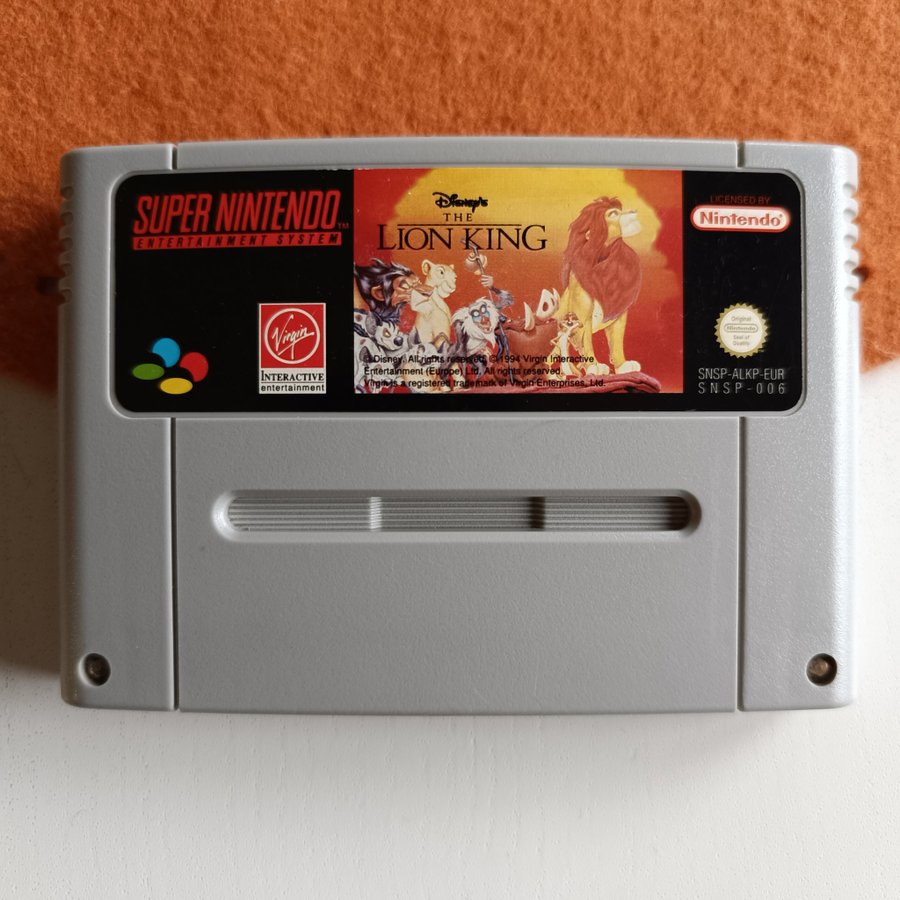 SUPER NINTENDO™
ENTERTAINMENT SYSTEM
Disney's
THE
LION KING
LICENSED BY
Nintendo®
Virgin
INTERACTIVE
entertainment
Original
Nintendo
Seal of
Quality
© Disney. All rights reserved. © 1994 Virgin Interactive
Entertainment (Europe) Ltd. All rights reserved.
Virgin is a registered trademark of Virgin Enterprises, Ltd.
SNSP-ALKP-EUR
SNSP-006